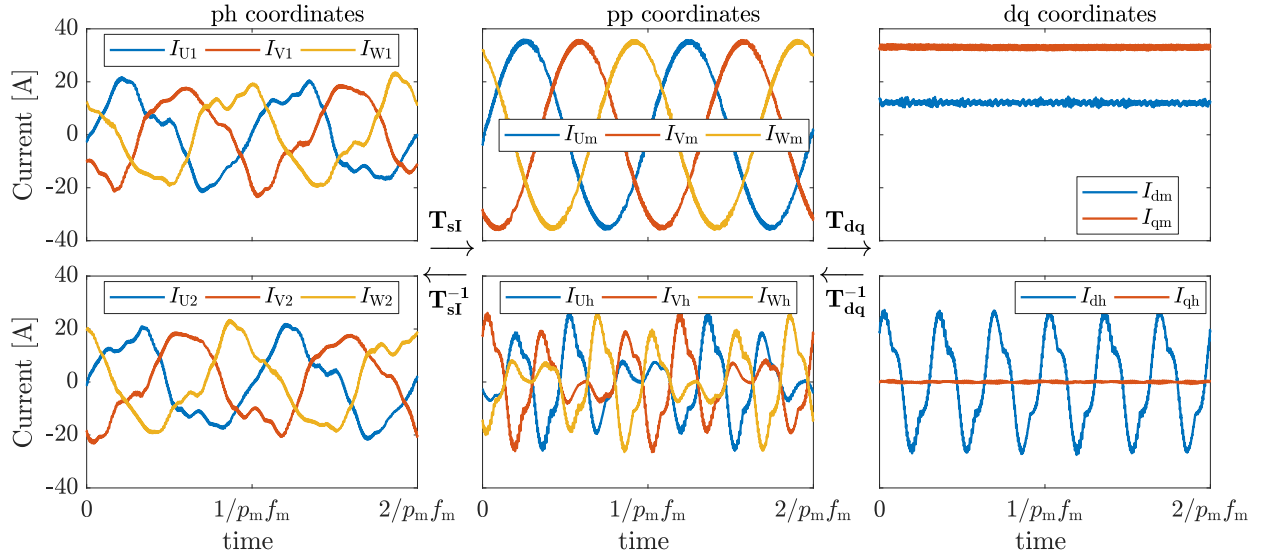 ph coordinates
pp coordinates
dq coordinates
Current [A]
40
20
0
-20
-40
I_U1 I_V1 I_W1
I_Um I_Vm I_Wm
I_dm
I_qm
T_sI
T_dq
T_sI^-1
T_dq^-1
Current [A]
40
20
0
-20
-40
I_U2 I_V2 I_W2
I_Uh I_Vh I_Wh
I_dh I_qh
0 1/p_m f_m 2/p_m f_m
0 1/p_m f_m 2/p_m f_m
0 1/p_m f_m 2/p_m f_m
time
time
time